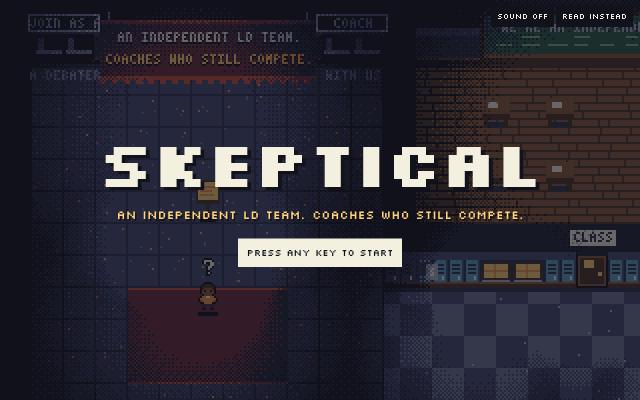 SOUND OFF
READ INSTEAD
JOIN AS A
COACH
AN INDEPENDENT LD TEAM.
COACHES WHO STILL COMPETE.
A DEBATER
WITH US
SKEPTICAL
AN INDEPENDENT LD TEAM. COACHES WHO STILL COMPETE.
CLASS
PRESS ANY KEY TO START
?